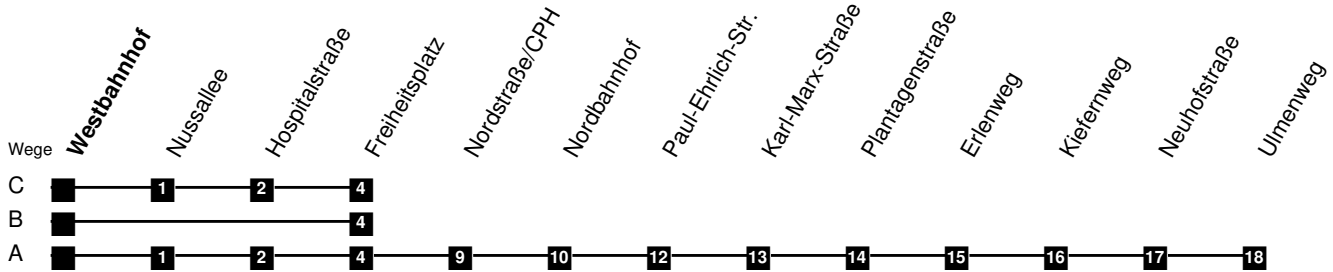 Westbahnhof
Nussallee
Hospitalstraße
Freiheitsplatz
Nordstraße/CPH
Nordbahnhof
Paul-Ehrlich-Str.
Karl-Marx-Straße
Plantagenstraße
Erlenweg
Kiefernweg
Neuhofstraße
Ulmenweg
Wege
C 1 2 4
B 4
A 1 2 4 9 10 12 13 14 15 16 17 18